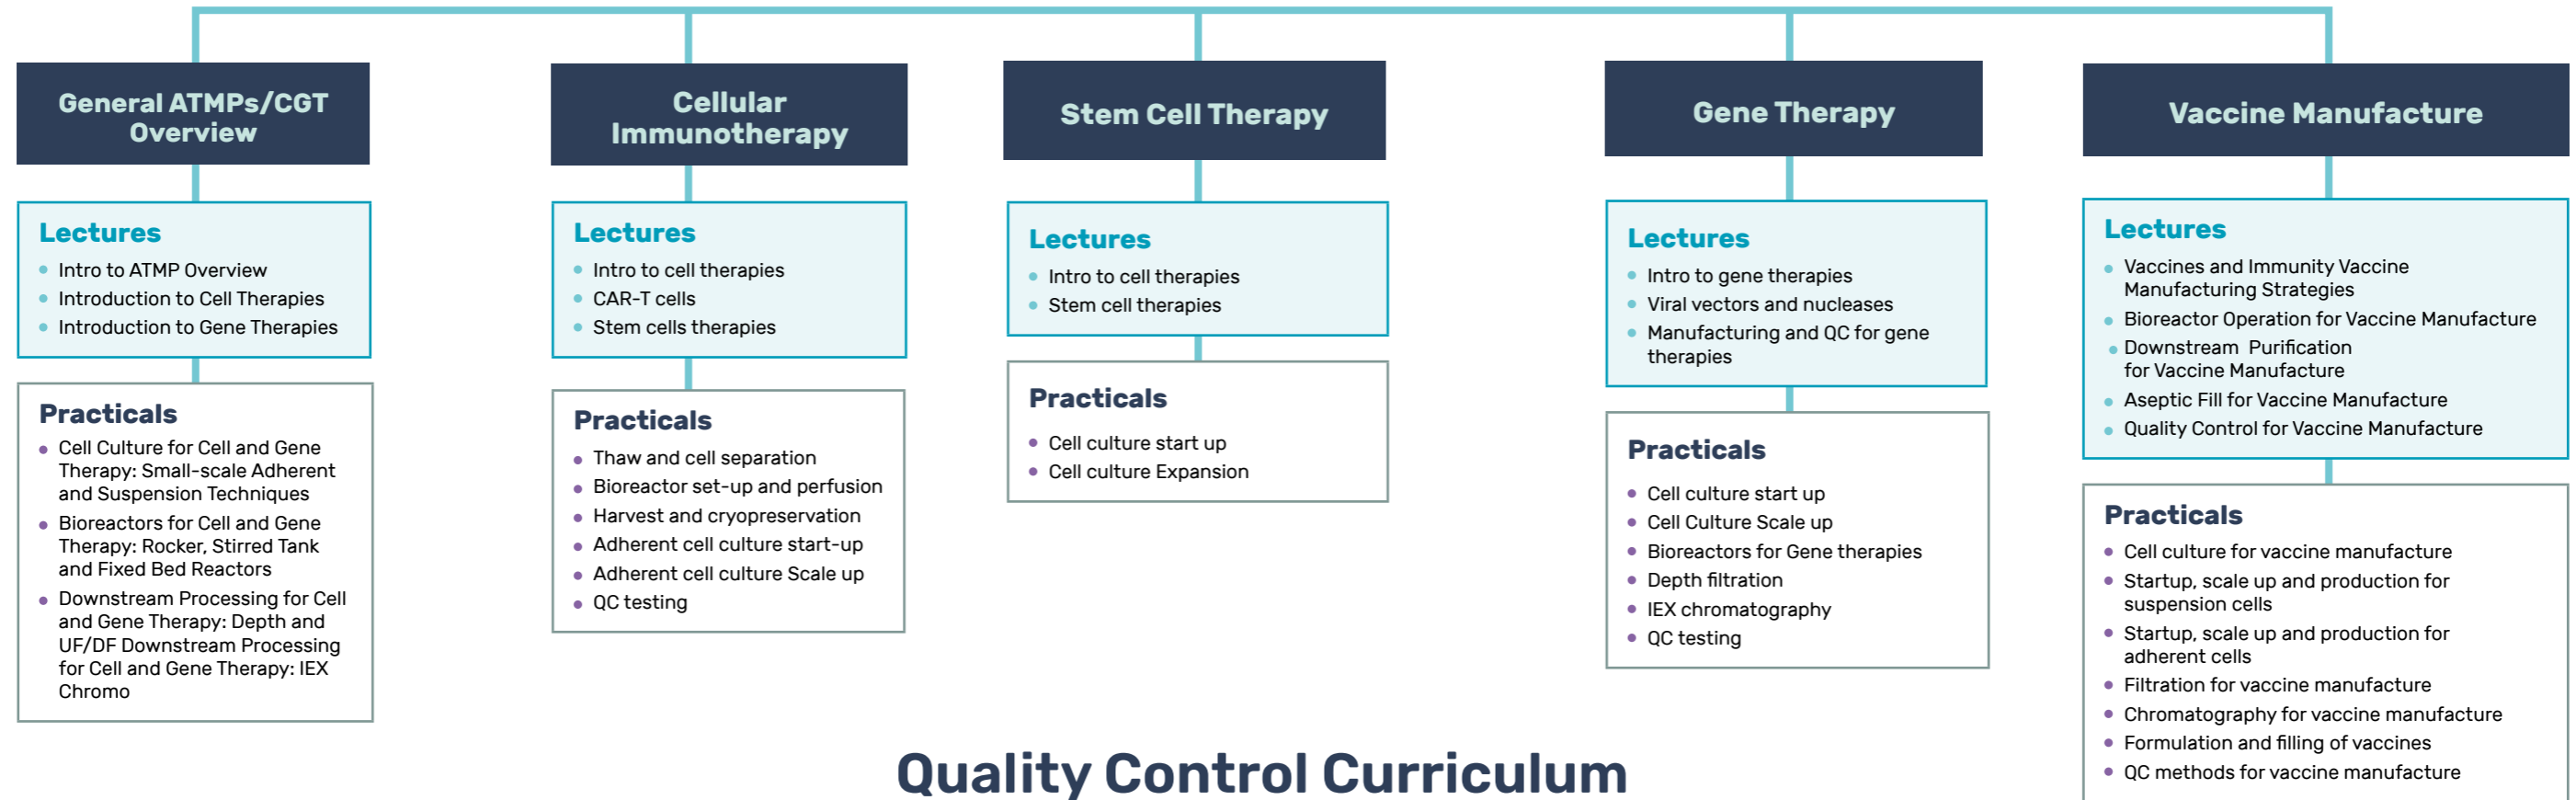 General ATMPs/CGT
Overview
Lectures
Intro to ATMP Overview
Introduction to Cell Therapies
Introduction to Gene Therapies
Practicals
Cell Culture for Cell and Gene
Therapy: Small-scale Adherent
and Suspension Techniques
Bioreactors for Cell and Gene
Therapy: Rocker, Stirred Tank
and Fixed Bed Reactors
Downstream Processing for Cell
and Gene Therapy: Depth and
UF/DF Downstream Processing
for Cell and Gene Therapy: IEX
Chromo
Cellular
Immunotherapy
Lectures
Intro to cell therapies
CAR-T cells
Stem cells therapies
Practicals
Thaw and cell separation
Bioreactor set-up and perfusion
Harvest and cryopreservation
Adherent cell culture start-up
Adherent cell culture Scale up
QC testing
Stem Cell Therapy
Lectures
Intro to cell therapies
Stem cell therapies
Practicals
Cell culture start up
Cell culture Expansion
Gene Therapy
Lectures
Intro to gene therapies
Viral vectors and nucleases
Manufacturing and QC for gene
therapies
Practicals
Cell culture start up
Cell Culture Scale up
Bioreactors for Gene therapies
Depth filtration
IEX chromatography
QC testing
Vaccine Manufacture
Lectures
Vaccines and Immunity Vaccine
Manufacturing Strategies
Bioreactor Operation for Vaccine Manufacture
Downstream  Purification
for Vaccine Manufacture
Aseptic Fill for Vaccine Manufacture
Quality Control for Vaccine Manufacture
Practicals
Cell culture for vaccine manufacture
Startup, scale up and production for
suspension cells
Startup, scale up and production for
adherent cells
Filtration for vaccine manufacture
Chromatography for vaccine manufacture
Formulation and filling of vaccines
QC methods for vaccine manufacture
Quality Control Curriculum